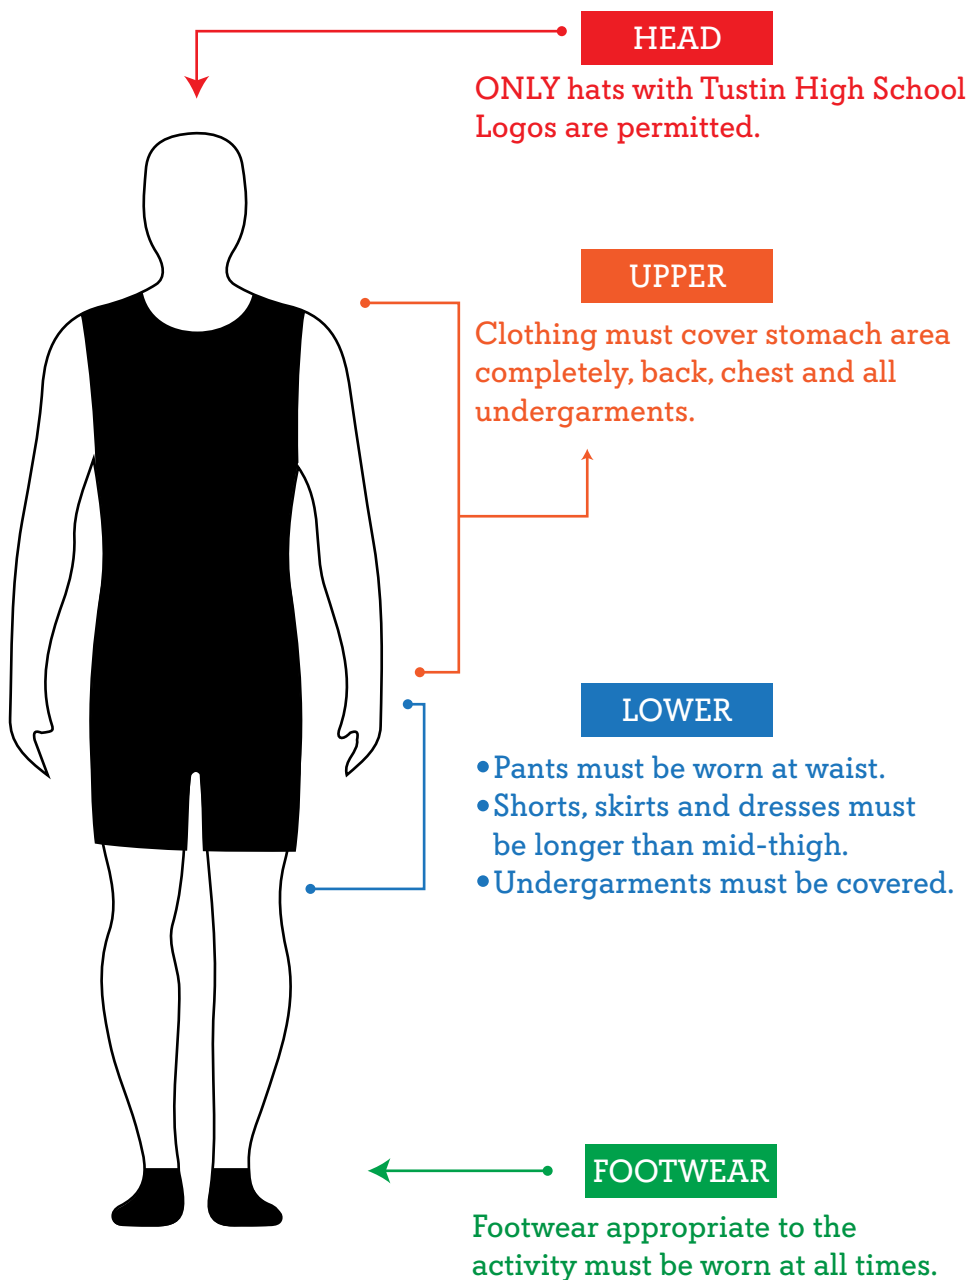 HEAD
ONLY hats with Tustin High School
Logos are permitted.
UPPER
Clothing must cover stomach area
completely, back, chest and all
undergarments.
LOWER
•Pants must be worn at waist.
•Shorts, skirts and dresses must
be longer than mid-thigh.
•Undergarments must be covered.
FOOTWEAR
Footwear appropriate to the
activity must be worn at all times.